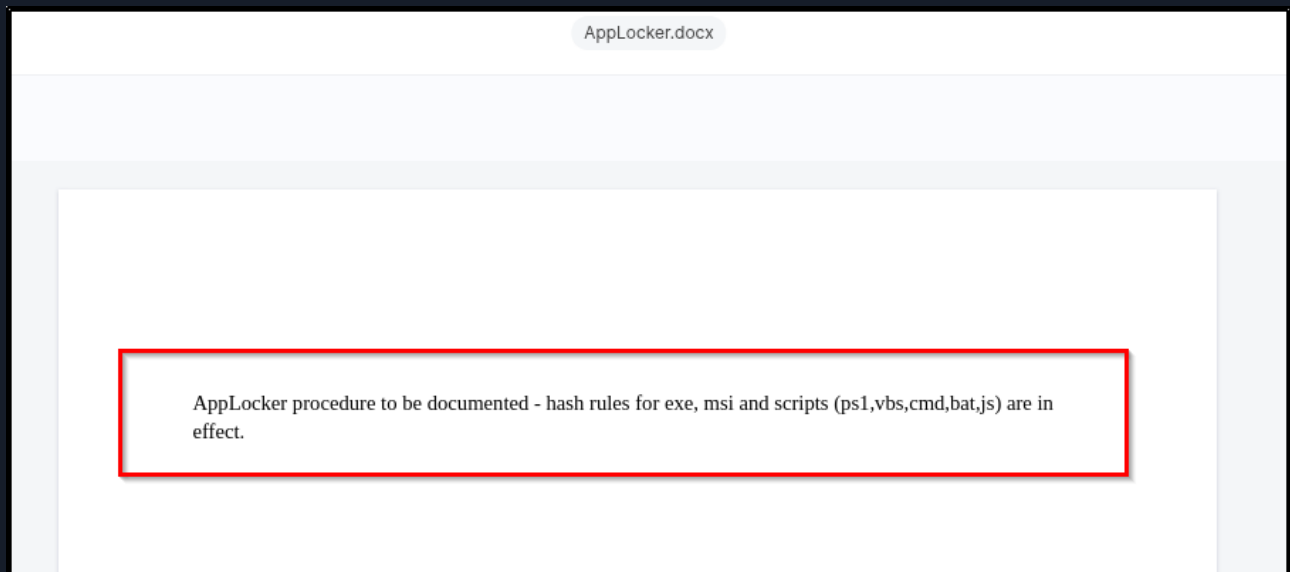 AppLocker.docx
AppLocker procedure to be documented - hash rules for exe, msi and scripts (ps1,vbs,cmd,bat,js) are in
effect.